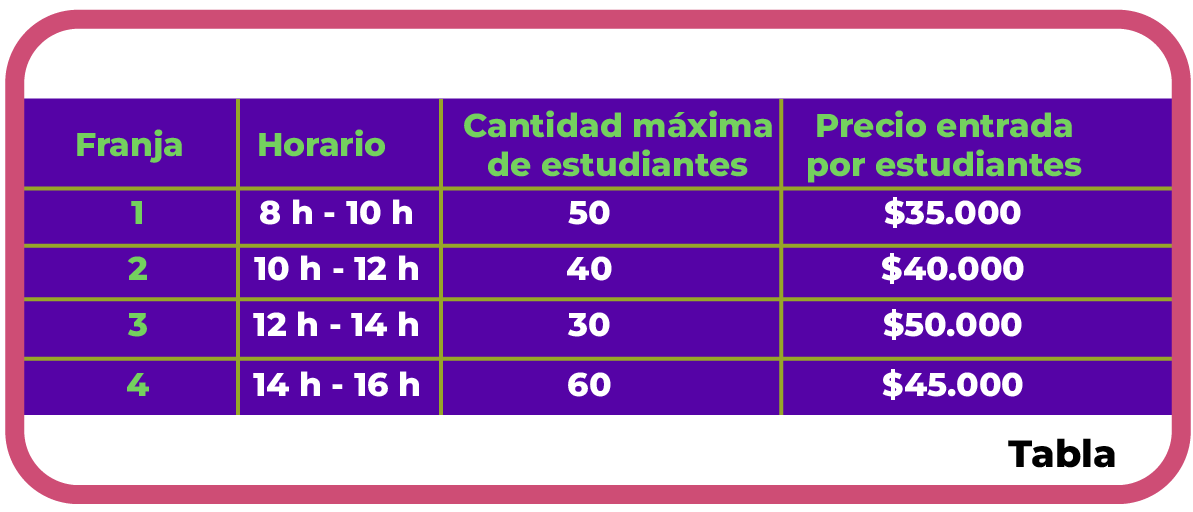 Franja Horario Cantidad máxima de estudiantes Precio entrada por estudiantes
1 8 h - 10 h 50 $35.000
2 10 h - 12 h 40 $40.000
3 12 h - 14 h 30 $50.000
4 14 h - 16 h 60 $45.000
Tabla